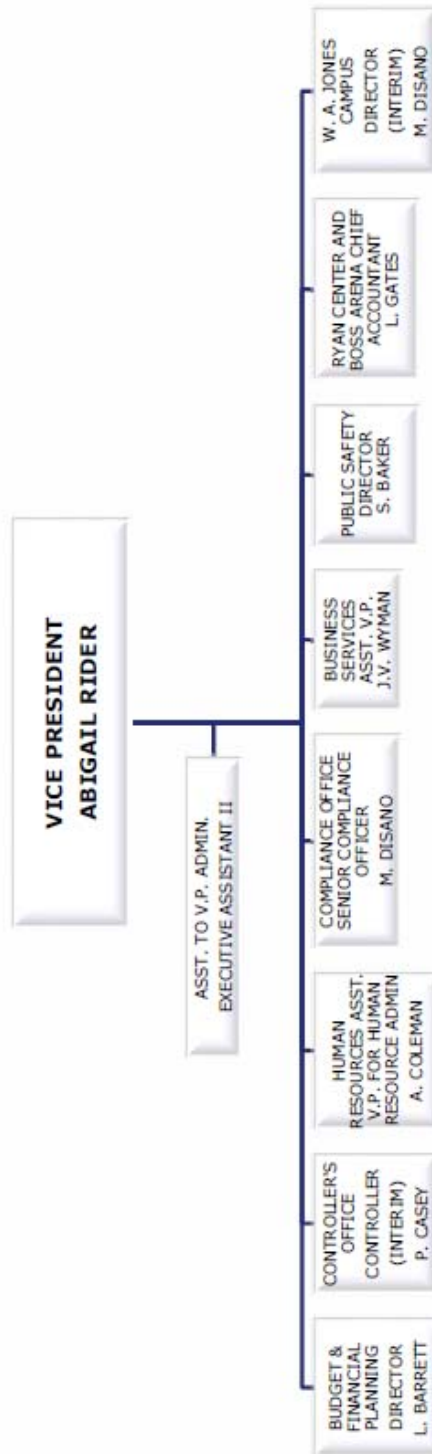 VICE PRESIDENT
ABIGAIL RIDER
ASST. TO V.P. ADMIN.
EXECUTIVE ASSISTANT II
BUDGET &
FINANCIAL
PLANNING
DIRECTOR
L. BARRETT
CONTROLLER'S
OFFICE
CONTROLLER
(INTERIM)
P. CASEY
HUMAN
RESOURCES ASST.
V.P. FOR HUMAN
RESOURCE ADMIN
A. COLEMAN
COMPLIANCE OFFICE
SENIOR COMPLIANCE
OFFICER
M. DISANO
BUSINESS
SERVICES
ASST. V.P.
J.V. WYMAN
PUBLIC SAFETY
DIRECTOR
S. BAKER
RYAN CENTER AND
BOSS ARENA CHIEF
ACCOUNTANT
L. GATES
W. A. JONES
CAMPUS
DIRECTOR
(INTERIM)
M. DISANO